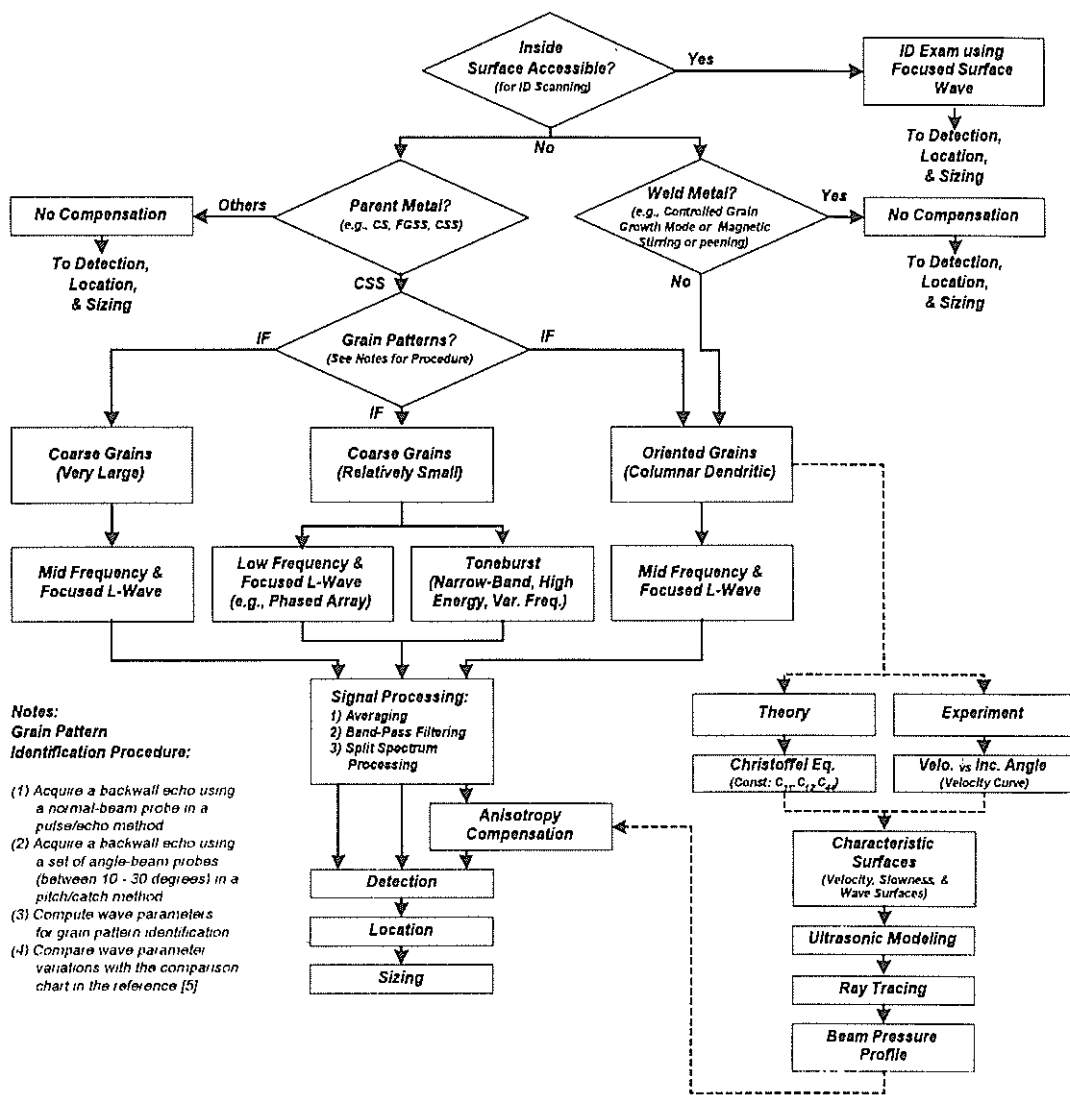 Inside
Surface Accessible?
(for ID Scanning)
Yes
ID Exam using
Focused Surface
Wave
To Detection,
Location,
& Sizing
No
Parent Metal?
(e.g., CS, FGSS, CSS)
Others
No Compensation
To Detection,
Location,
& Sizing
Weld Metal?
(e.g., Controlled Grain
Growth Mode or Magnetic
Stirring or peening)
Yes
No Compensation
To Detection,
Location,
& Sizing
CSS
No
Grain Patterns?
(See Notes for Procedure)
IF
IF
IF
Coarse Grains
(Very Large)
Coarse Grains
(Relatively Small)
Oriented Grains
(Columnar Dendritic)
Mid Frequency &
Focused L-Wave
Low Frequency &
Focused L-Wave
(e.g., Phased Array)
Toneburst
(Narrow-Band, High
Energy, Var. Freq.)
Mid Frequency &
Focused L-Wave
Signal Processing:
1) Averaging
2) Band-Pass Filtering
3) Split Spectrum
Processing
Anisotropy
Compensation
Detection
Location
Sizing
Theory
Experiment
Christoffel Eq.
(Const: C11, C12, C44)
Velo. vs Inc. Angle
(Velocity Curve)
Characteristic
Surfaces
(Velocity, Slowness, &
Wave Surfaces)
Ultrasonic Modeling
Ray Tracing
Beam Pressure
Profile
Notes:
Grain Pattern
Identification Procedure:
(1) Acquire a backwall echo using
a normal-beam probe in a
pulse/echo method
(2) Acquire a backwall echo using
a set of angle-beam probes
(between 10 - 30 degrees) in a
pitch/catch method
(3) Compute wave parameters
for grain pattern identification
(4) Compare wave parameter
variations with the comparison
chart in the reference [5]